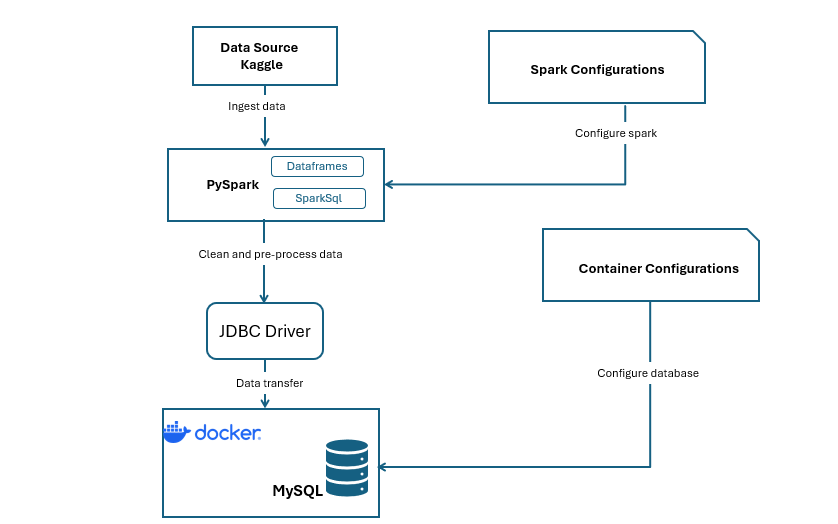 Data Source
Kaggle
Spark Configurations
Ingest data
Configure spark
Dataframes
PySpark
SparkSql
Clean and pre-process data
Container Configurations
JDBC Driver
Configure database
Data transfer
docker
MySQL